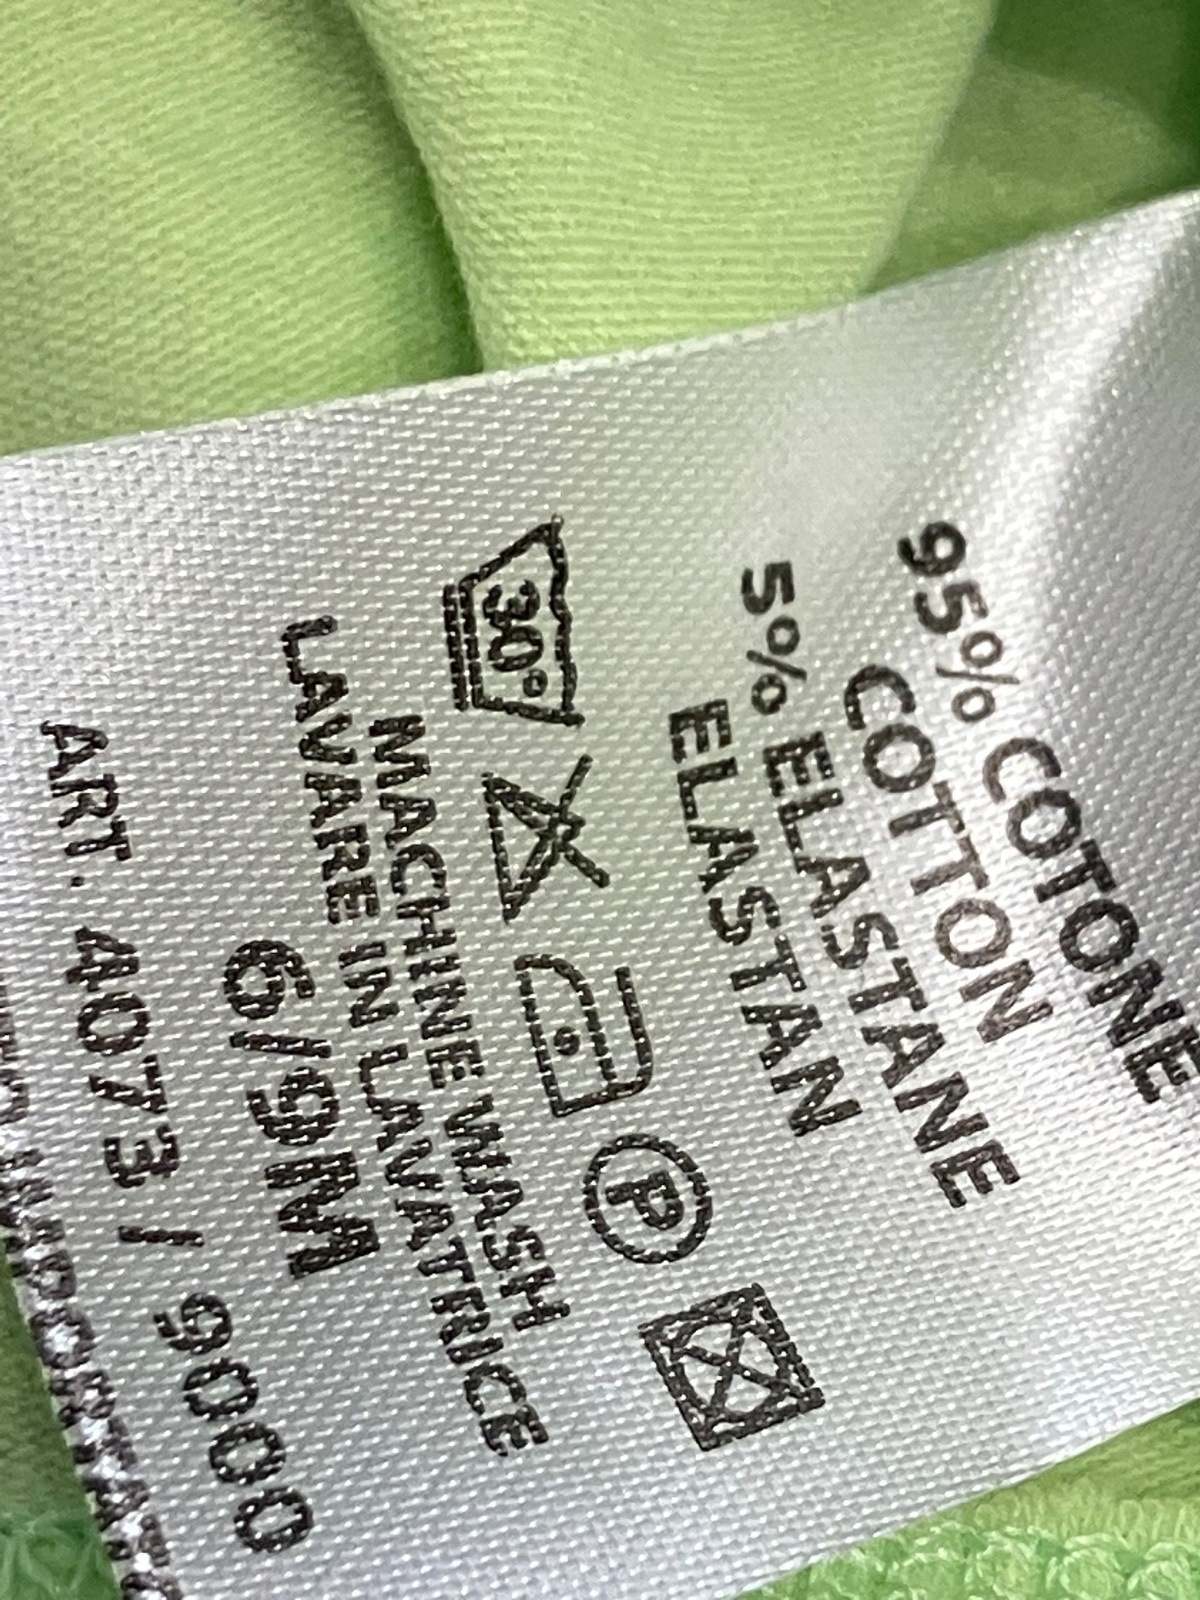 95% COTONE
COTTON
5% ELASTANE
ELASTAN
30°
P
MACHINE WASH
LAVARE IN LAVATRICE
6/9M
ART. 4073 / 9000